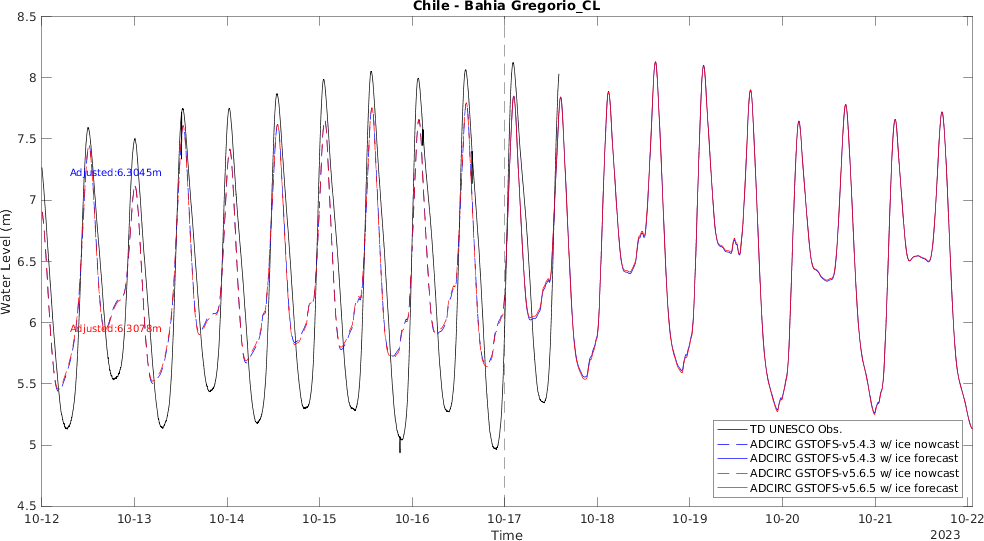 Chile - Bahia Gregorio_CL
8.5
8
7.5
7
6.5
6
5.5
5
4.5
Water Level (m)
Adjusted:6.3045m
Adjusted:6.3078m
TD UNESCO Obs.
ADCIRC GSTOFS-v5.4.3 w/ ice nowcast
ADCIRC GSTOFS-v5.4.3 w/ ice forecast
ADCIRC GSTOFS-v5.6.5 w/ ice nowcast
ADCIRC GSTOFS-v5.6.5 w/ ice forecast
10-12 10-13 10-14 10-15 10-16 10-17 10-18 10-19 10-20 10-21 10-22
Time
2023